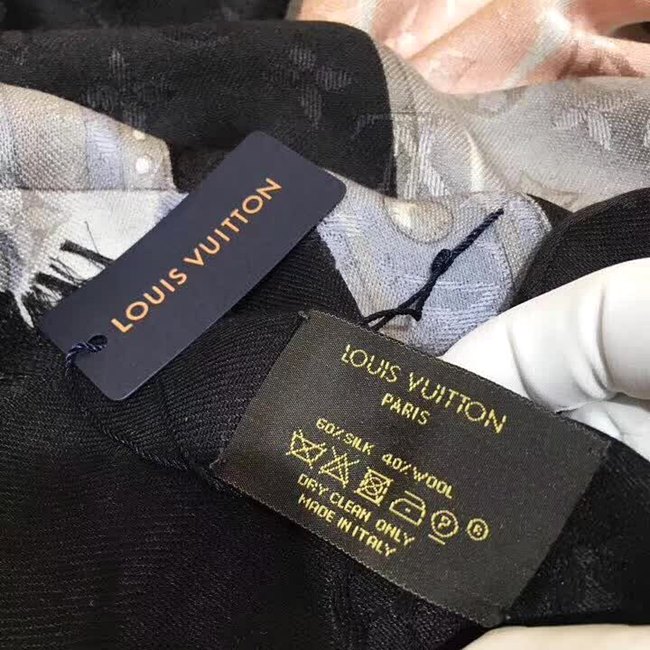 LOUIS VUITTON
LOUIS VUITTON
PARIS
60% SILK 40% WOOL
P ®
DRY CLEAN ONLY
MADE IN ITALY